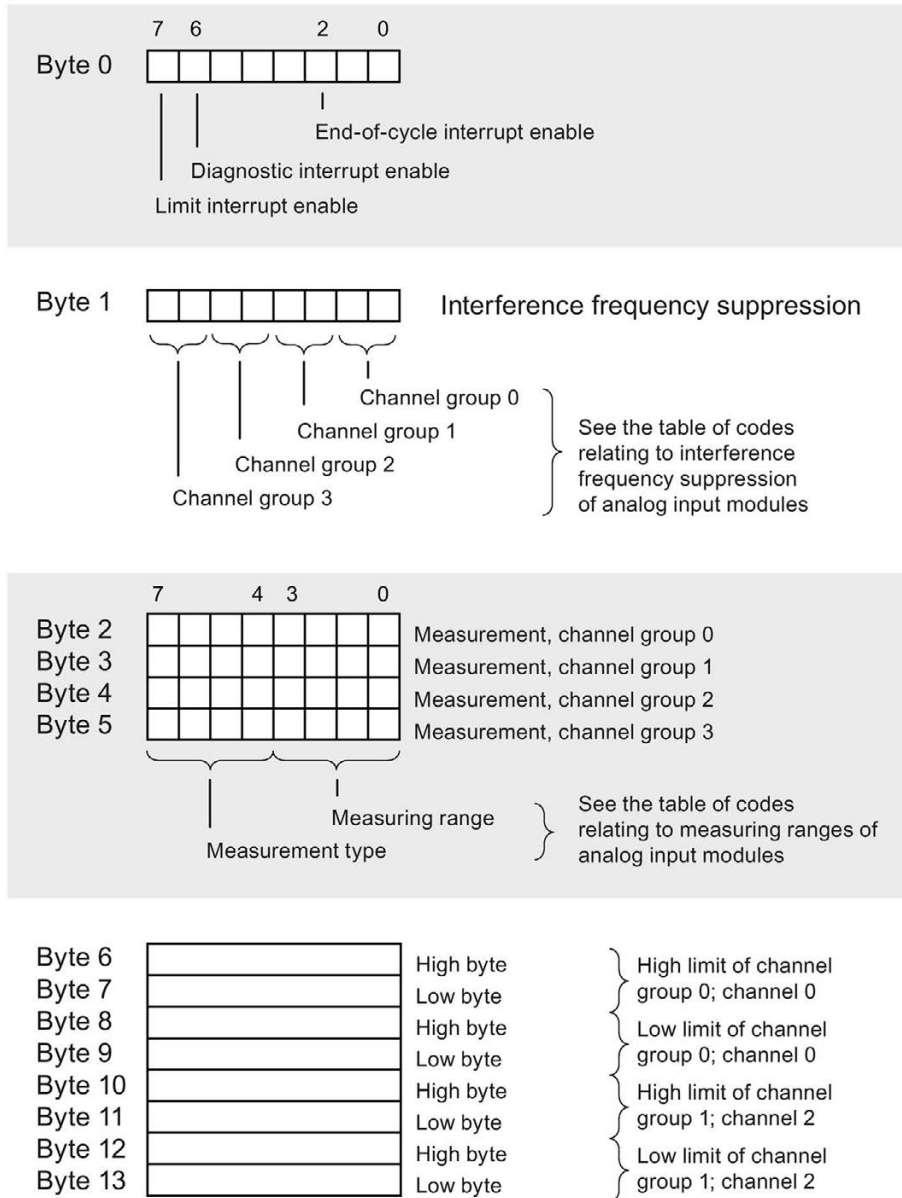 7 6 2 0
Byte 0
End-of-cycle interrupt enable
Diagnostic interrupt enable
Limit interrupt enable
Byte 1 Interference frequency suppression
Channel group 0
Channel group 1
Channel group 2
Channel group 3
See the table of codes
relating to interference
frequency suppression
of analog input modules
7 4 3 0
Byte 2 Measurement, channel group 0
Byte 3 Measurement, channel group 1
Byte 4 Measurement, channel group 2
Byte 5 Measurement, channel group 3
Measuring range
Measurement type
See the table of codes
relating to measuring ranges of
analog input modules
Byte 6 High byte
Byte 7 Low byte
High limit of channel
group 0; channel 0
Byte 8 High byte
Byte 9 Low byte
Low limit of channel
group 0; channel 0
Byte 10 High byte
Byte 11 Low byte
High limit of channel
group 1; channel 2
Byte 12 High byte
Byte 13 Low byte
Low limit of channel
group 1; channel 2